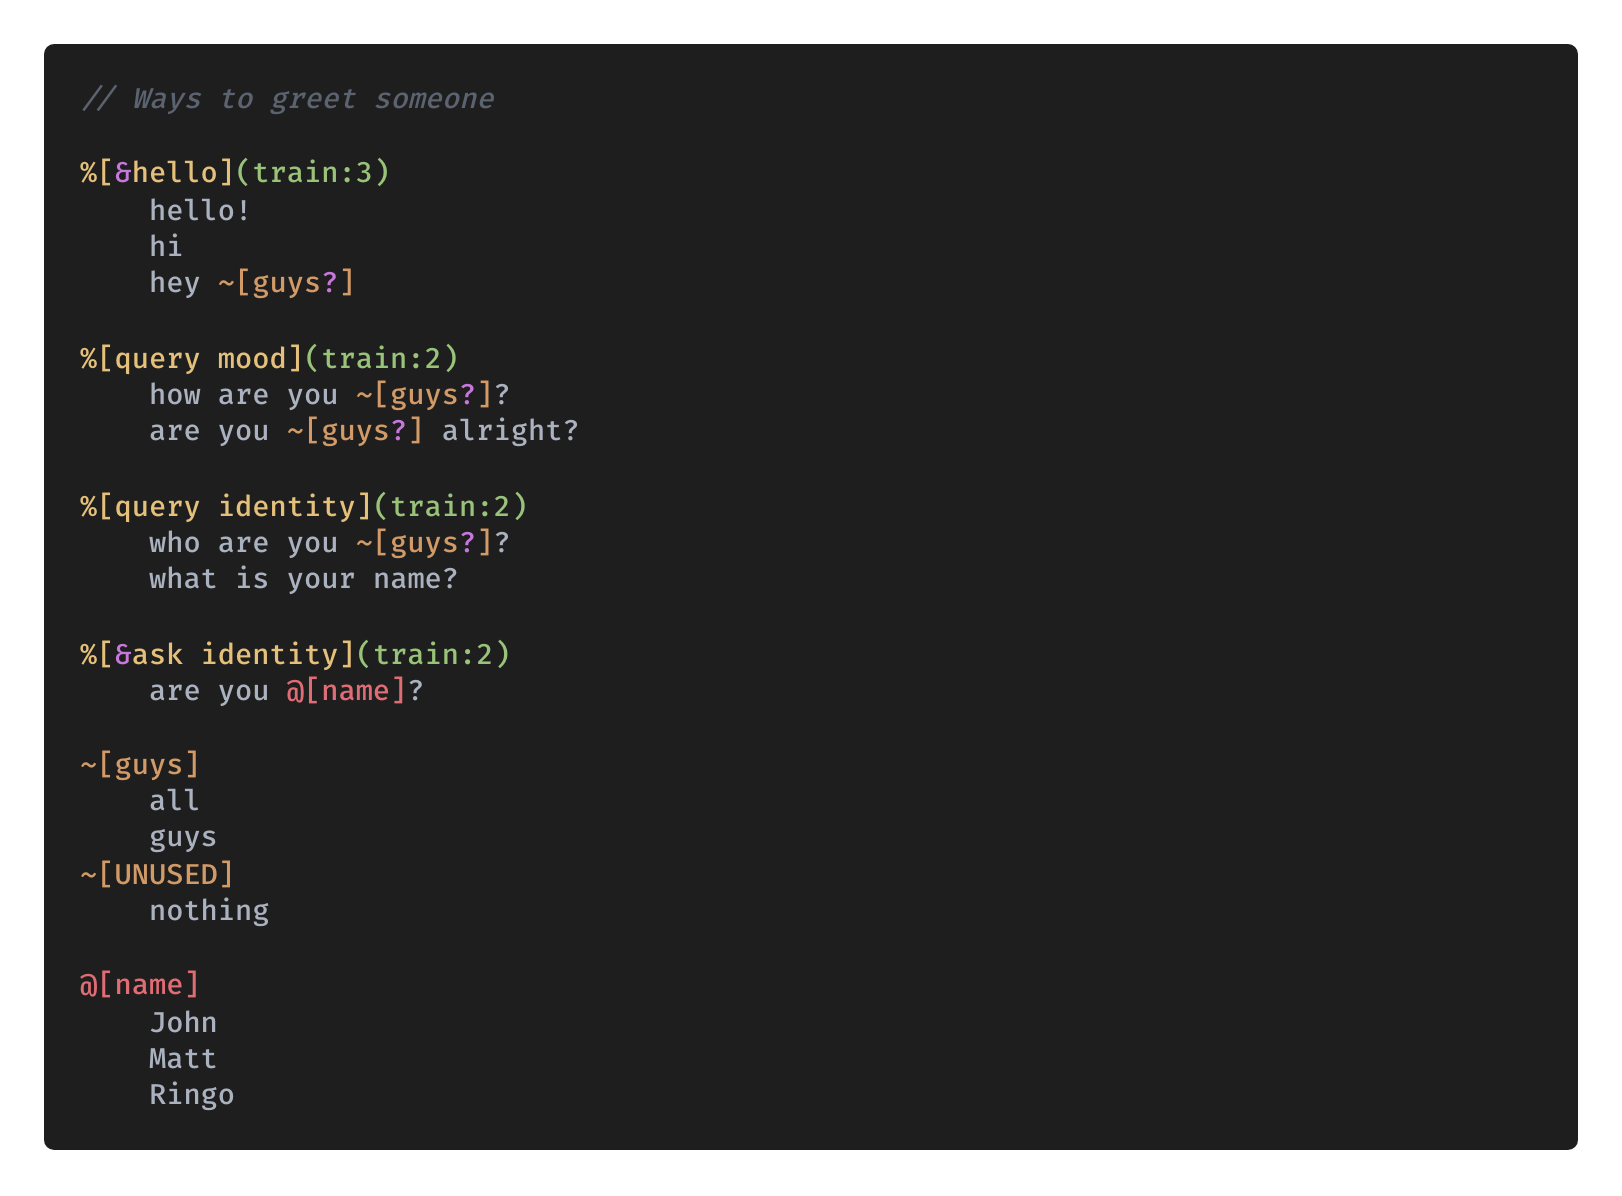 // Ways to greet someone

%[&hello](train:3)
    hello!
    hi
    hey ~[guys?]

%[query mood](train:2)
    how are you ~[guys?]?
    are you ~[guys?] alright?

%[query identity](train:2)
    who are you ~[guys?]?
    what is your name?

%[&ask identity](train:2)
    are you @[name]?

~[guys]
    all
    guys
~[UNUSED]
    nothing

@[name]
    John
    Matt
    Ringo